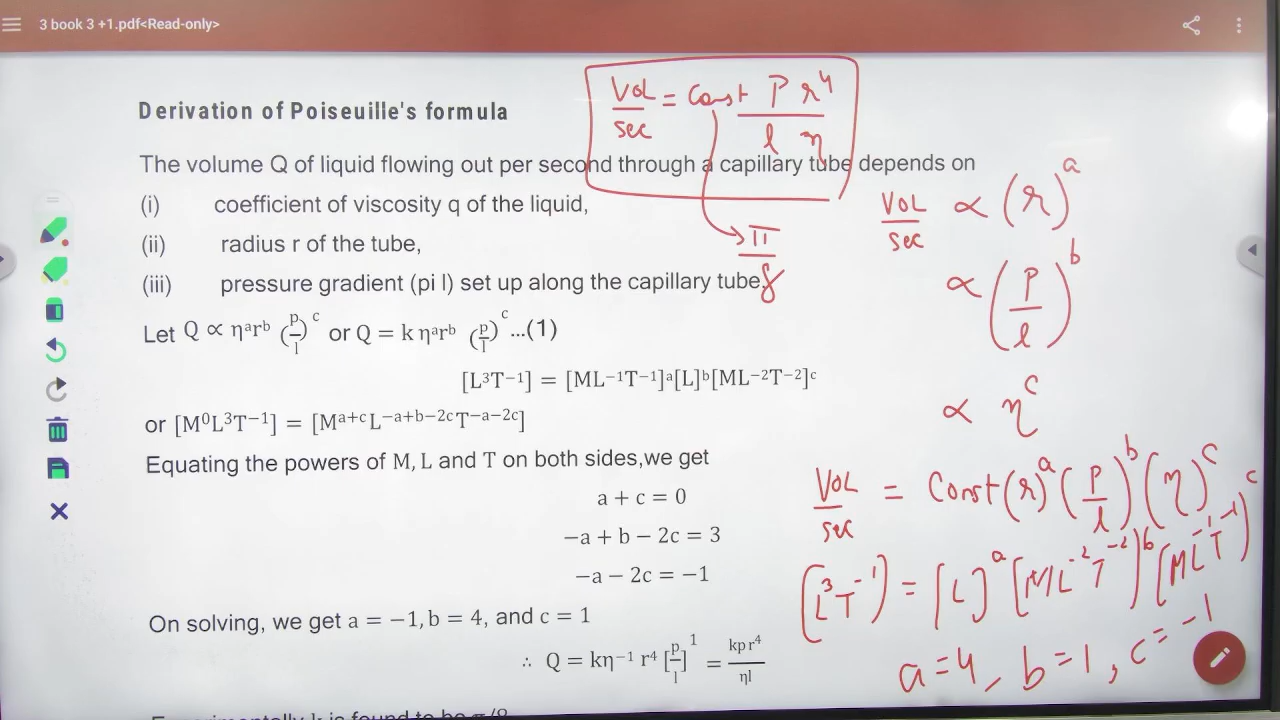 3 book 3 +1.pdf<Read-only>
Derivation of Poiseuille's formula
The volume Q of liquid flowing out per second through a capillary tube depends on
(i) coefficient of viscosity q of the liquid,
(ii) radius r of the tube,
(iii) pressure gradient (pi l) set up along the capillary tube.
Let Q ∝ ηᵃrᵇ (p/l)ᶜ or Q = k ηᵃrᵇ (p/l)ᶜ...(1)
[L³T⁻¹] = [ML⁻¹T⁻¹]ᵃ[L]ᵇ[ML⁻²T⁻²]ᶜ
or [M⁰L³T⁻¹] = [Mᵃ⁺ᶜL⁻ᵃ⁺ᵇ⁻²ᶜT⁻ᵃ⁻²ᶜ]
Equating the powers of M, L and T on both sides,we get
a + c = 0
−a + b − 2c = 3
−a − 2c = −1
On solving, we get a = −1, b = 4, and c = 1
∴ Q = kη⁻¹ r⁴ [p/l]¹ = kpr⁴/ηl
Vol/sec = Const P r⁴/l η
π/8
Vol/sec ∝ (r)ᵃ
∝ (P/l)ᵇ
∝ ηᶜ
Vol/sec = Const (r)ᵃ (P/l)ᵇ (η)ᶜ
[L³T⁻¹] = [L]ᵃ [ML⁻²T⁻²]ᵇ [ML⁻¹T⁻¹]ᶜ
a = 4, b = 1, c = −1